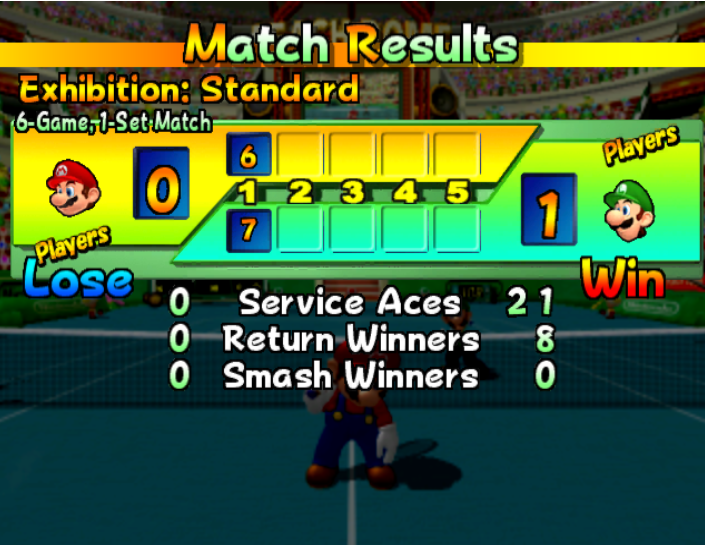 Match Results
Exhibition: Standard
6-Game, 1-Set Match
Players
0 6 1
1 2 3 4 5
7
Players
Lose Win
0 Service Aces 21
0 Return Winners 8
0 Smash Winners 0